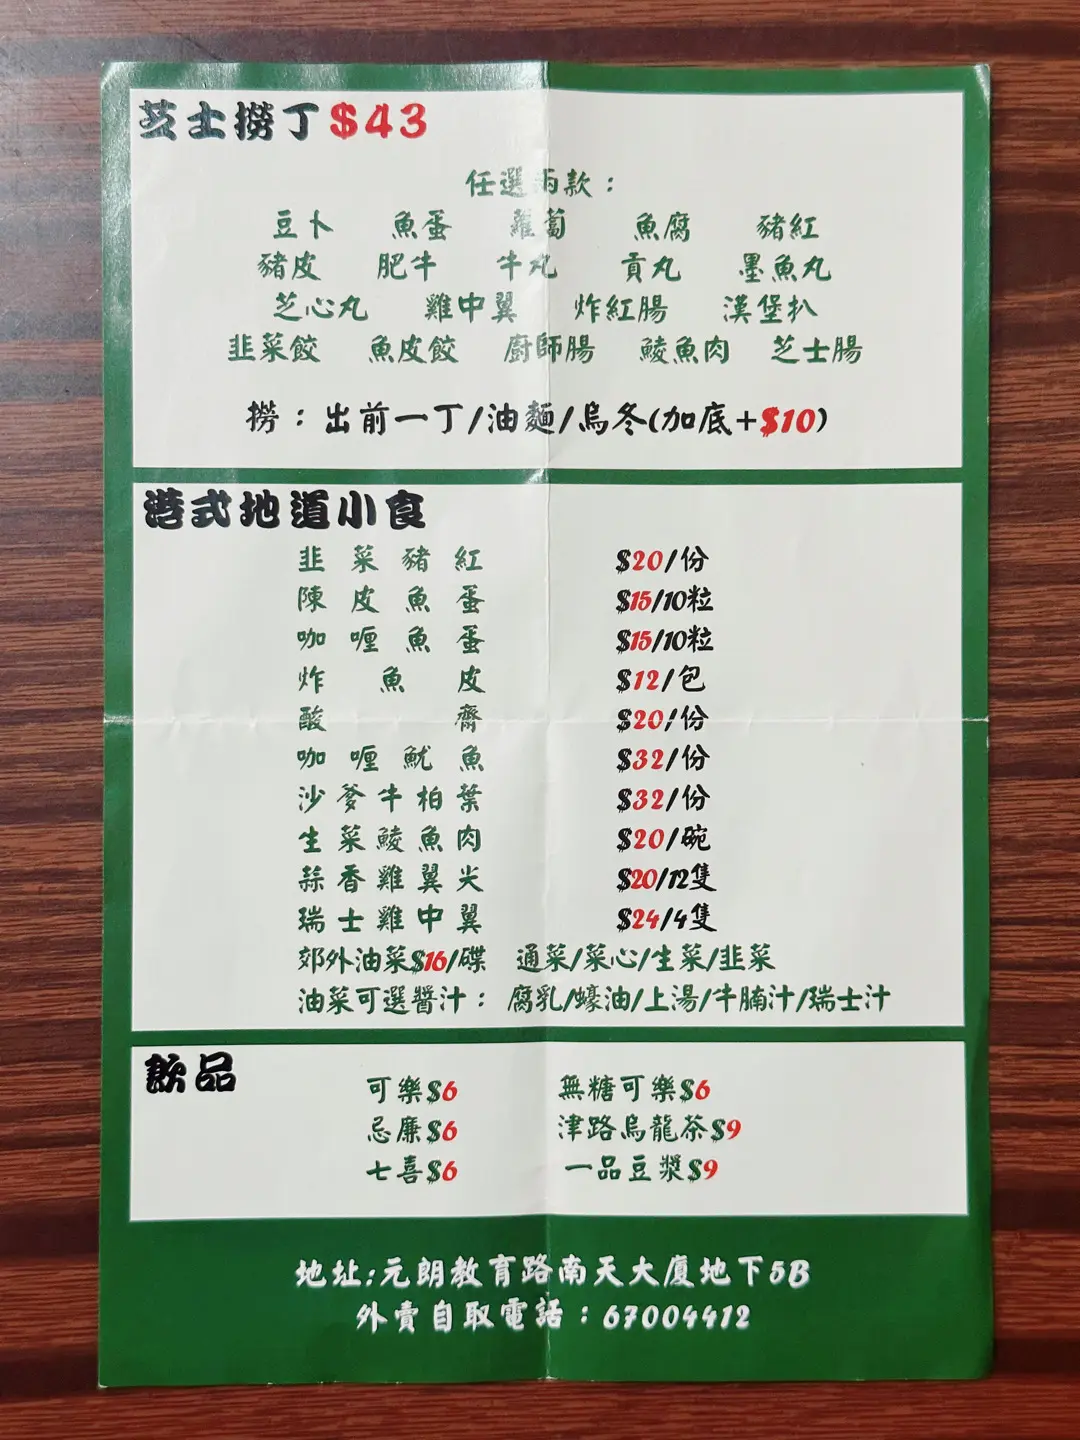 芝士撈丁$43
任選兩款：
豆卜 魚蛋 蘿蔔 魚腐 豬紅
豬皮 肥牛 牛丸 貢丸 墨魚丸
芝心丸 雞中翼 炸紅腸 漢堡扒
韭菜餃 魚皮餃 廚師腸 鯪魚肉 芝士腸
撈：出前一丁/油麵/烏冬(加底+$10)
港式地道小食
韭菜豬紅 $20/份
陳皮魚蛋 $15/10粒
咖喱魚蛋 $15/10粒
炸魚皮 $12/包
酸齋 $20/份
咖喱魷魚 $32/份
沙爹牛柏葉 $32/份
生菜鯪魚肉 $20/碗
蒜香雞翼尖 $20/12隻
瑞士雞中翼 $24/4隻
郊外油菜$16/碟 通菜/菜心/生菜/韭菜
油菜可選醬汁： 腐乳/蠔油/上湯/牛腩汁/瑞士汁
飲品
可樂$6 無糖可樂$6
忌廉$6 津路烏龍茶$9
七喜$6 一品豆漿$9
地址:元朗教育路南天大廈地下5B
外賣自取電話：67004412